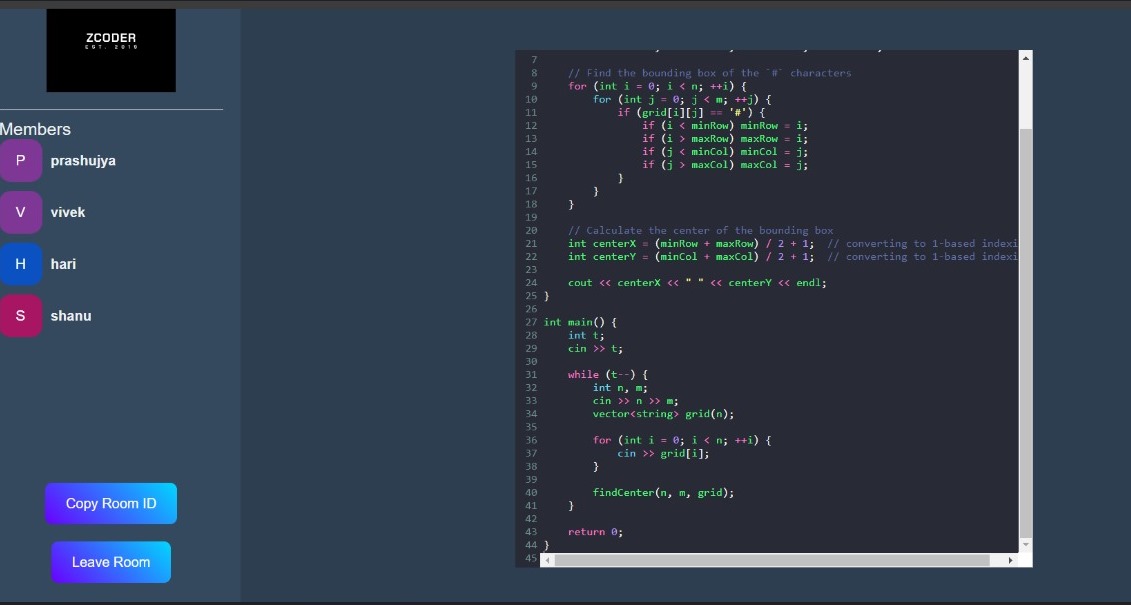 ZCODER
EST. 2019
Members
P prashujya
V vivek
H hari
S shanu
Copy Room ID
Leave Room
7
8 // Find the bounding box of the `#` characters
9 for (int i = 0; i < n; ++i) {
10 for (int j = 0; j < m; ++j) {
11 if (grid[i][j] == '#') {
12 if (i < minRow) minRow = i;
13 if (i > maxRow) maxRow = i;
14 if (j < minCol) minCol = j;
15 if (j > maxCol) maxCol = j;
16 }
17 }
18 }
19
20 // Calculate the center of the bounding box
21 int centerX = (minRow + maxRow) / 2 + 1; // converting to 1-based indexi
22 int centerY = (minCol + maxCol) / 2 + 1; // converting to 1-based indexi
23
24 cout << centerX << " " << centerY << endl;
25 }
26
27 int main() {
28 int t;
29 cin >> t;
30
31 while (t--) {
32 int n, m;
33 cin >> n >> m;
34 vector<string> grid(n);
35
36 for (int i = 0; i < n; ++i) {
37 cin >> grid[i];
38 }
39
40 findCenter(n, m, grid);
41 }
42
43 return 0;
44 }
45